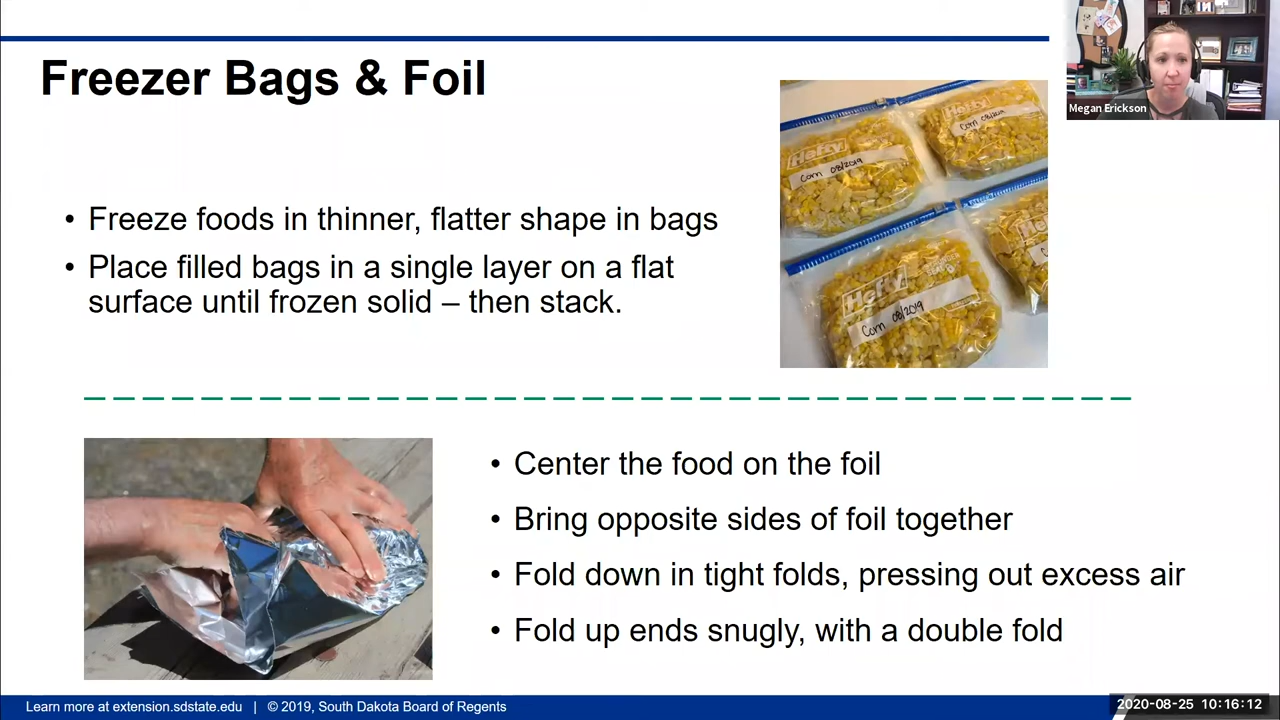 Freezer Bags & Foil
Megan Erickson
• Freeze foods in thinner, flatter shape in bags
• Place filled bags in a single layer on a flat
surface until frozen solid – then stack.
Hefty
Corn 08/2019
Hefty
Corn 08/2019
Hefty
SLIDER
Corn 08/2019
Hefty
• Center the food on the foil
• Bring opposite sides of foil together
• Fold down in tight folds, pressing out excess air
• Fold up ends snugly, with a double fold
Learn more at extension.sdstate.edu | © 2019, South Dakota Board of Regents
2020-08-25 10:16:12